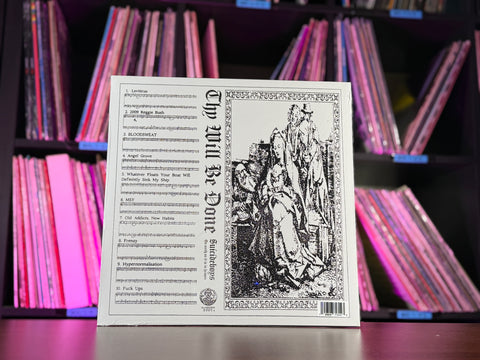 1. Leviticus
2. 2009 Reggie Bush
3. BLOODSWEAT
4. Angel Grove
5. Whatever Floats Your Boat Will
Definitely Sink My Ship
6. MSY
7. Old Addicts, New Habits
8. Frenzy
9. Hypernormalisation
10. Fuck Ups
Thy Will Be Done
Suicideboys